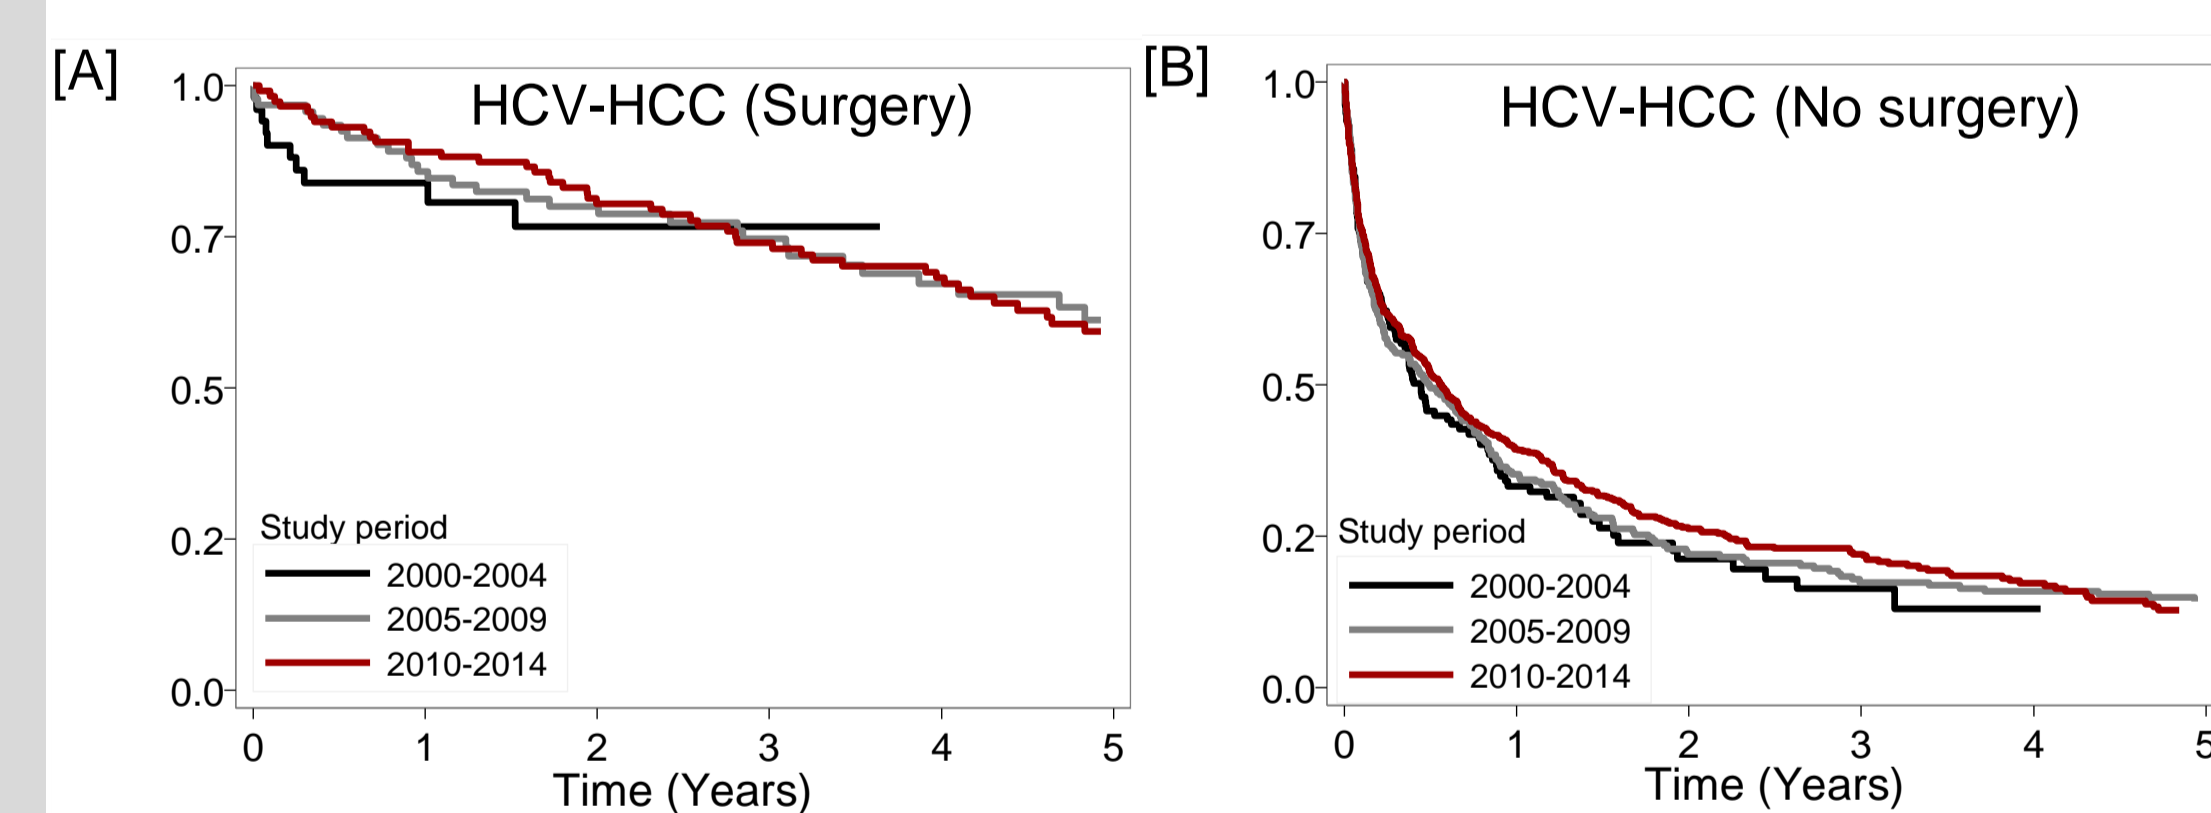 [A]
HCV-HCC (Surgery)
1.0
0.7
0.5
0.2
0.0
Study period
2000-2004
2005-2009
2010-2014
0 1 2 3 4 5
Time (Years)
[B]
HCV-HCC (No surgery)
1.0
0.7
0.5
0.2
0.0
Study period
2000-2004
2005-2009
2010-2014
0 1 2 3 4 5
Time (Years)